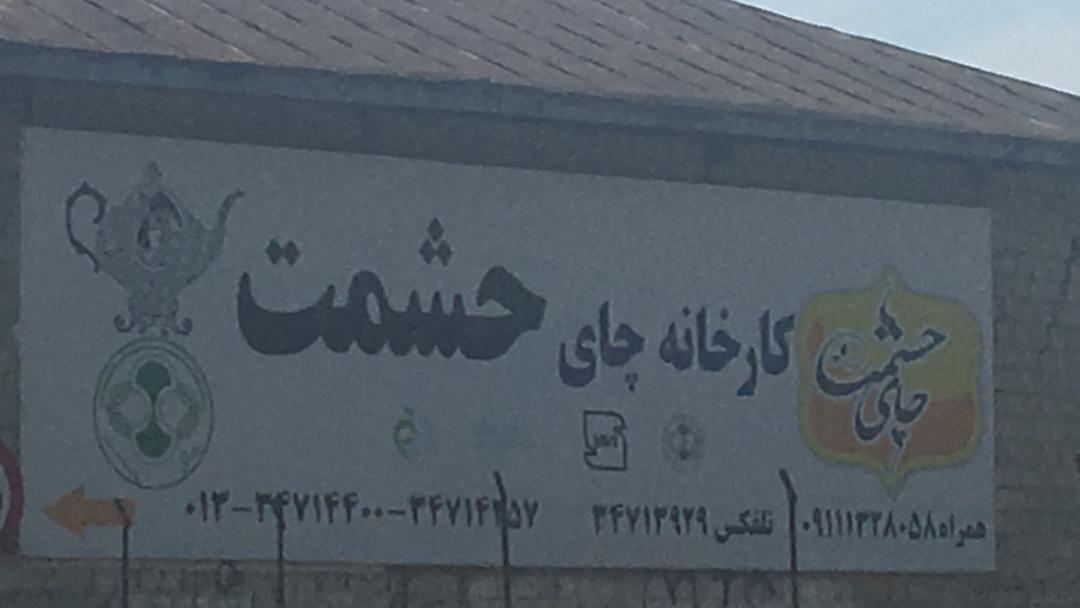 کارخانه چای حشمت
چای حشمت
همراه ۰۹۱۱۱۳۲۸۰۵۸ تلفکس ۳۴۷۱۳۹۲۹ ۰۱۳-۳۴۷۱۴۴۰۰-۳۴۷۱۴۲۵۷